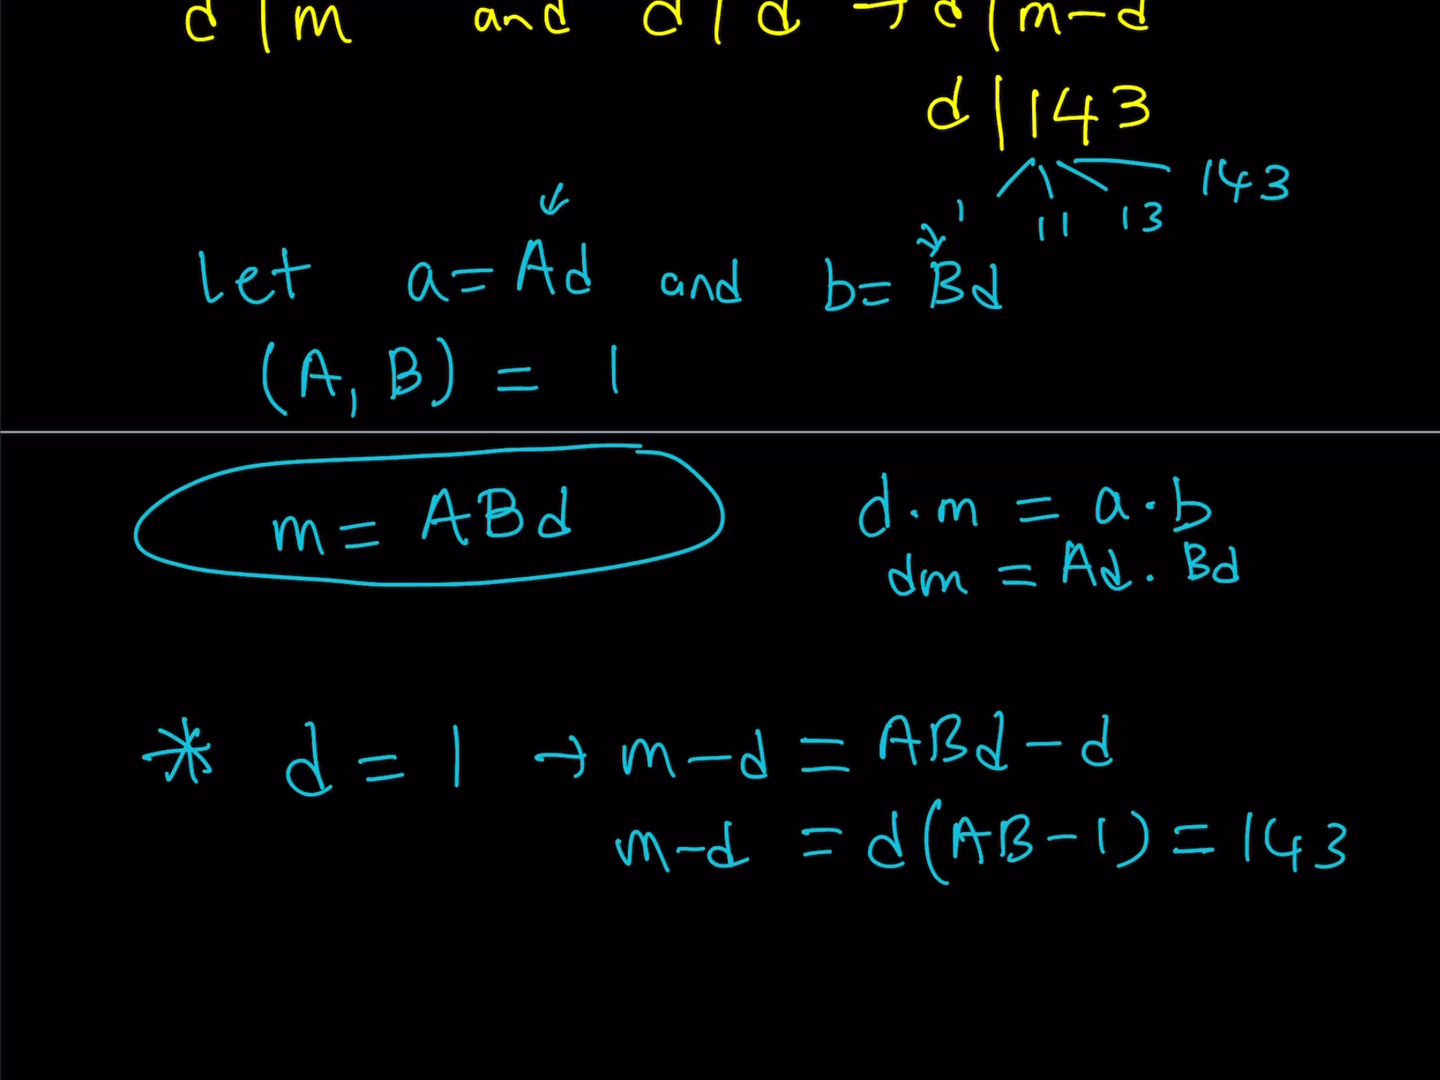 d | m and d | d → d | m-d
d | 143
1 11 13 143
Let a = Ad and b = Bd
(A, B) = 1
m = ABd
d · m = a · b
dm = Ad . Bd
* d = 1 → m - d = ABd - d
m - d = d (AB - 1) = 143